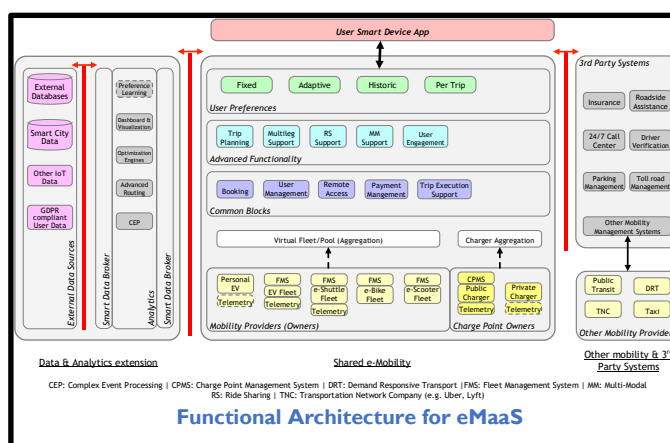 User Smart Device App
External
Databases
Smart City
Data
Other IoT
Data
GDPR
compliant
User Data
External Data Sources
Smart Data Broker
Preference
Learning
Dashboard &
Visualization
Optimization
Engines
Advanced
Routing
CEP
Analytics
Smart Data Broker
Fixed
Adaptive
Historic
Per Trip
User Preferences
Trip
Planning
Multileg
Support
RS
Support
MM
Support
User
Engagement
Advanced Functionality
Booking
User
Management
Remote
Access
Payment
Mangement
Trip Execution
Support
Common Blocks
Virtual Fleet/Pool (Aggregation)
Charger Aggregation
Personal
EV
Telemetry
FMS
EV Fleet
Telemetry
FMS
e-Shuttle
Fleet
Telemetry
FMS
e-Bike
Fleet
FMS
e-Scooter
Fleet
Mobility Providers (Owners)
CPMS
Public
Charger
Telemetry
Private
Charger
Telemetry
Charge Point Owners
3rd Party Systems
Insurance
Roadside
Assistance
24/7 Call
Center
Driver
Verification
Parking
Management
Toll road
Management
Other Mobility
Management Systems
Public
Transit
DRT
TNC
Taxi
Other Mobility Provider
Data & Analytics extension
Shared e-Mobility
Other mobility & 3r
Party Systems
CEP: Complex Event Processing | CPMS: Charge Point Management System | DRT: Demand Responsive Transport |FMS: Fleet Management System | MM: Multi-Modal
RS: Ride Sharing | TNC: Transportation Network Company (e.g. Uber, Lyft)
Functional Architecture for eMaaS